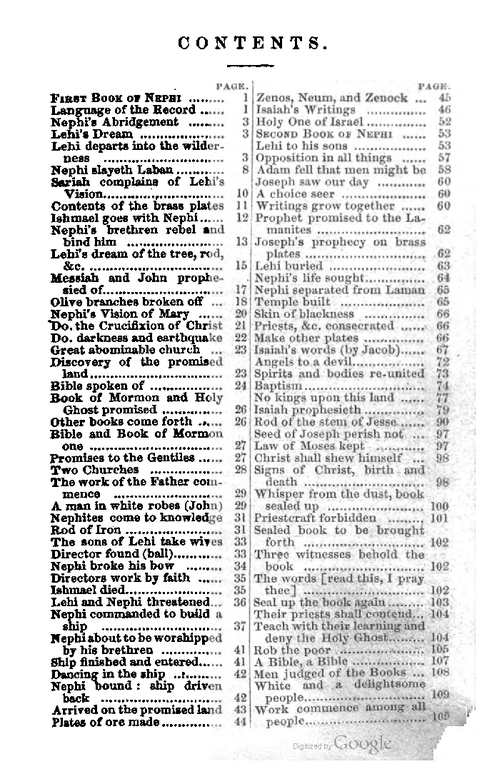 CONTENTS.
PAGE.
FIRST BOOK OF NEPHI ......... 1
Language of the Record ...... 1
Nephi's Abridgement ........ 3
Lehi's Dream ..................... 3
Lehi departs into the wilder-
ness ............................ 3
Nephi slayeth Laban ......... 8
Sariah complains of Lehi's
Vision............................ 10
Contents of the brass plates 11
Ishmael goes with Nephi...... 12
Nephi's brethren rebel and
bind him ........................ 13
Lehi's dream of the tree, rod,
&c. ............................... 15
Messiah and John prophe-
sied of............................ 17
Olive branches broken off ... 18
Nephi's Vision of Mary ...... 20
Do. the Crucifixion of Christ 21
Do. darkness and earthquake 22
Great abominable church ... 23
Discovery of the promised
land............................... 23
Bible spoken of .................. 24
Book of Mormon and Holy
Ghost promised ............... 26
Other books come forth ...... 26
Bible and Book of Mormon
one ............................... 27
Promises to the Gentiles ...... 27
Two Churches .................. 28
The work of the Father com-
mence ........................... 29
A man in white robes (John) 29
Nephites come to knowledge 31
Rod of Iron ........................ 31
The sons of Lehi take wives 33
Director found (ball)............ 33
Nephi broke his bow ......... 34
Directors work by faith ...... 35
Ishmael died........................ 35
Lehi and Nephi threatened... 36
Nephi commanded to build a
ship .............................. 37
Nephi about to be worshipped
by his brethren ............... 41
Ship finished and entered...... 41
Dancing in the ship ............ 42
Nephi bound : ship driven
back .............................. 42
Arrived on the promised land 43
Plates of ore made............... 44
PAGE.
Zenos, Neum, and Zenock ... 45
Isaiah's Writings ............... 46
Holy One of Israel ............... 52
SECOND BOOK OF NEPHI ...... 53
Lehi to his sons .................. 53
Opposition in all things ...... 57
Adam fell that men might be 58
Joseph saw our day ............ 60
A choice seer ..................... 60
Writings grow together ...... 60
Prophet promised to the La-
manites ........................ 62
Joseph's prophecy on brass
plates ........................... 62
Lehi buried ........................ 63
Nephi's life sought............... 64
Nephi separated from Laman 65
Temple built ..................... 65
Skin of blackness ............... 66
Priests, &c. consecrated ...... 66
Make other plates ............... 66
Isaiah's words (by Jacob)...... 67
Angels to a devil.................. 72
Spirits and bodies re-united 73
Baptism.............................. 74
No kings upon this land ...... 77
Isaiah prophesieth ............... 79
Rod of the stem of Jesse...... 90
Seed of Joseph perish not ... 97
Law of Moses kept ............ 97
Christ shall shew himself ... 98
Signs of Christ, birth and
death ............................ 98
Whisper from the dust, book
sealed up ........................ 100
Priestcraft forbidden ......... 101
Sealed book to be brought
forth .............................. 102
Three witnesses behold the
book .............................. 102
The words [read this, I pray
thee] .............................. 102
Seal up the book again ......... 103
Their priests shall contend... 104
Teach with their learning and
deny the Holy Ghost......... 104
Rob the poor ..................... 105
A Bible, a Bible .................. 107
Men judged of the Books ... 108
White and a delightsome
people............................ 109
Work commence among all
people............................ 109
Digitized by Google